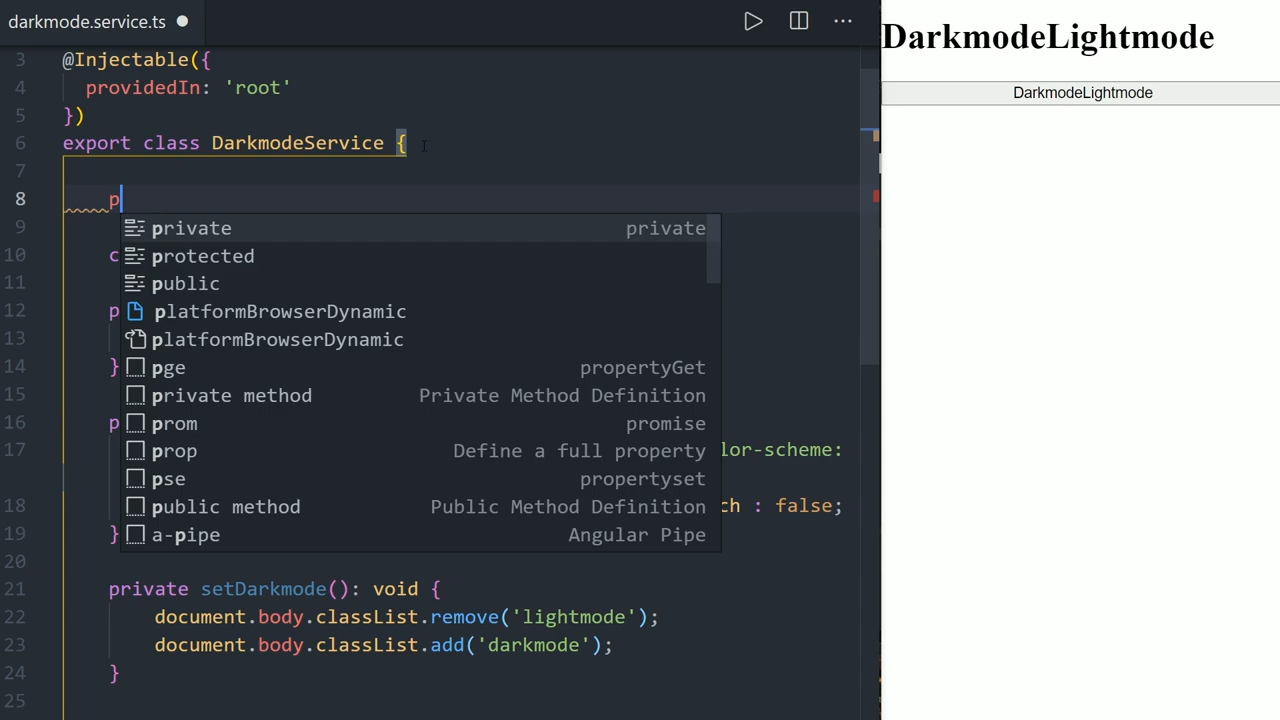 darkmode.service.ts
3 @Injectable({
4 providedIn: 'root'
5 })
6 export class DarkmodeService {
7
8 p
9
private private
protected
public
platformBrowserDynamic
platformBrowserDynamic
pge propertyGet
private method Private Method Definition
prom promise
prop Define a full property
pse propertyset
public method Public Method Definition
a-pipe Angular Pipe
10 c
11
12 p
13
14 }
15
16 p
17 lor-scheme:
18 ch : false;
19 }
20
21 private setDarkmode(): void {
22 document.body.classList.remove('lightmode');
23 document.body.classList.add('darkmode');
24 }
25
DarkmodeLightmode
DarkmodeLightmode